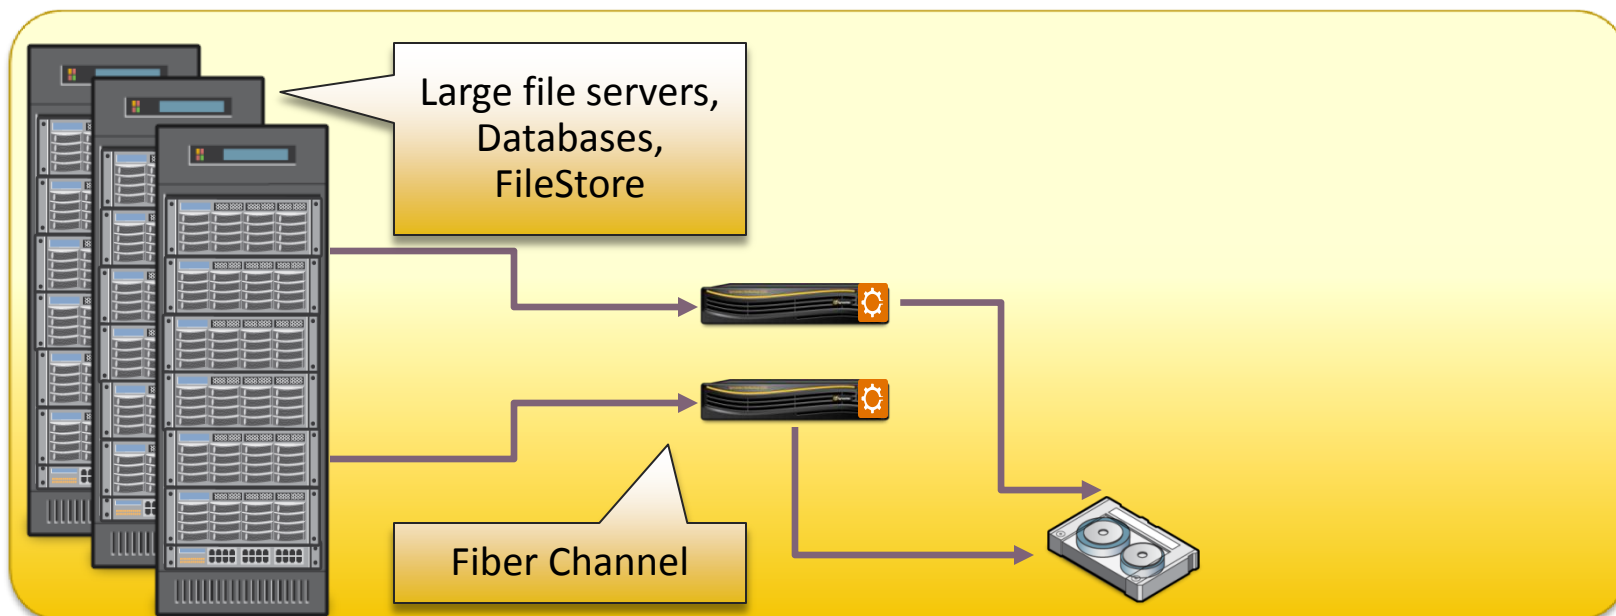 Large file servers,
Databases,
FileStore
Fiber Channel